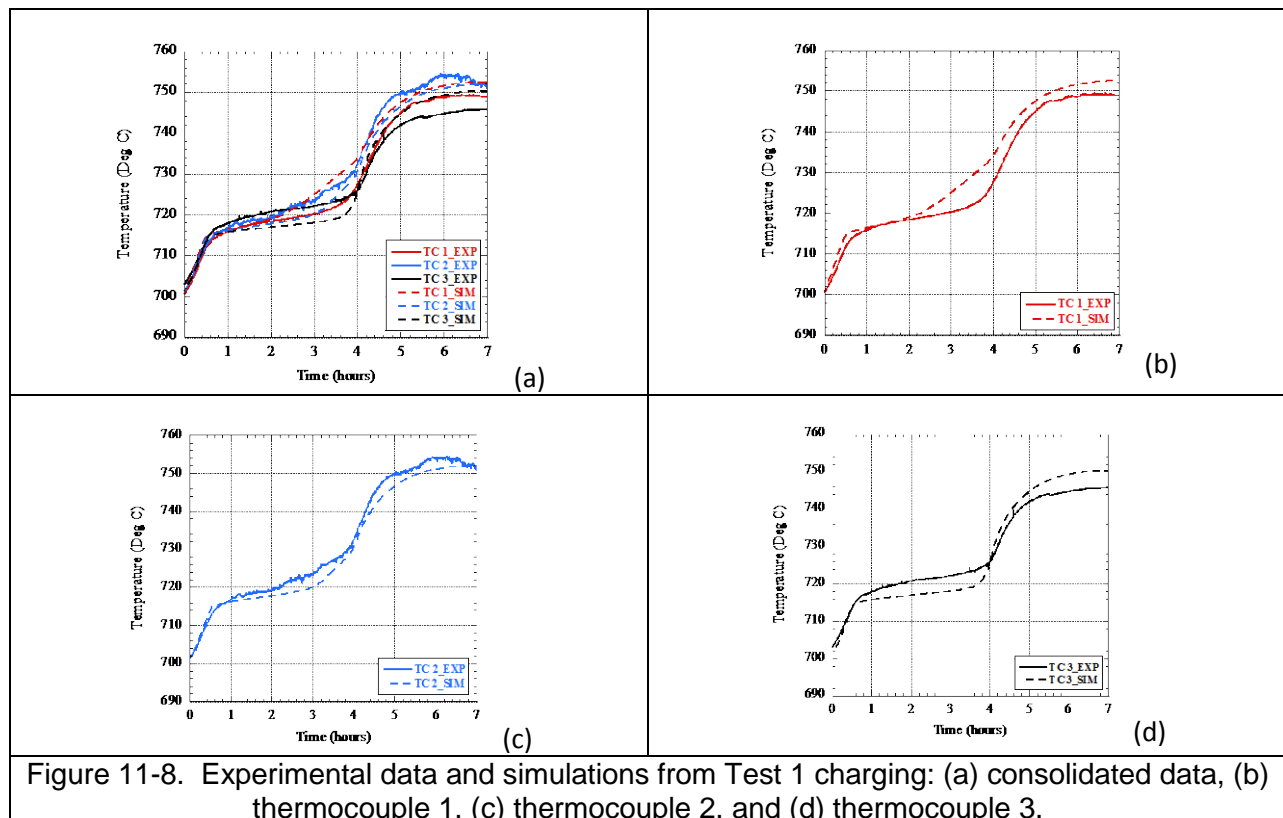 760
750
740
730
720
710
700
690
Temperature (Deg C)
TC 1_EXP
TC 2_EXP
TC 3_EXP
TC 1_SIM
TC 2_SIM
TC 3_SIM
0 1 2 3 4 5 6 7
Time (hours)
(a)
760
750
740
730
720
710
700
690
Temperature (Deg C)
TC 1_EXP
TC 1_SIM
0 1 2 3 4 5 6 7
Time (hours)
(b)
760
750
740
730
720
710
700
690
Temperature (Deg C)
TC 2_EXP
TC 2_SIM
0 1 2 3 4 5 6 7
Time (hours)
(c)
760
750
740
730
720
710
700
690
Temperature (Deg C)
TC 3_EXP
TC 3_SIM
0 1 2 3 4 5 6 7
Time (hours)
(d)
Figure 11-8. Experimental data and simulations from Test 1 charging: (a) consolidated data, (b)
thermocouple 1, (c) thermocouple 2, and (d) thermocouple 3.